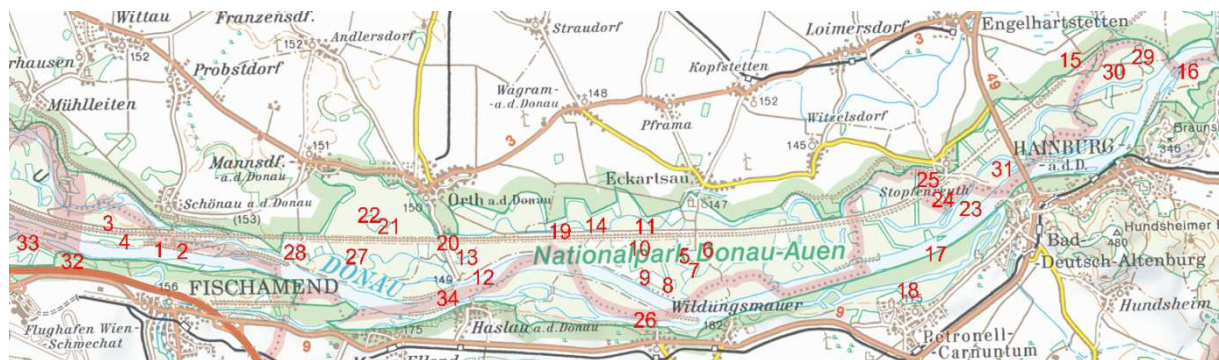 Wittau
Franzensdf.
152
Andlersdorf
Straudorf
Loimersdorf
3
Engelhartstetten
rhausen
152
Probstdorf
Mühlleiten
Wagram-
-a.d. Donau
148
Kopfstetten
152
Pframa
3
49
15
29
30
16
Mannsdf.-
-a.d. Donau
151
Witzelsdorf
145
HAINBURG
-a.d.D.
Brauns
346
Schönau a.d. Donau
(153)
150
Orth a.d. Donau
Eckartsau
147
25
Stopfenreuth
24
23
31
3
4
1
2
33
32
22
21
28
27
20
13
12
34
149
19
14
11
10
5
6
7
9
8
26
17
18
Nationalpark Donau-Auen
DONAU
FISCHAMEND
156
Wildungsmauer
182
Bad-
-Deutsch-Altenburg
480
Hundsheimer
Hundsheim
Flughafen Wien-
-Schwechat
9
175
Haslau a.d. Donau
9
Petronell-
-Carnuntum